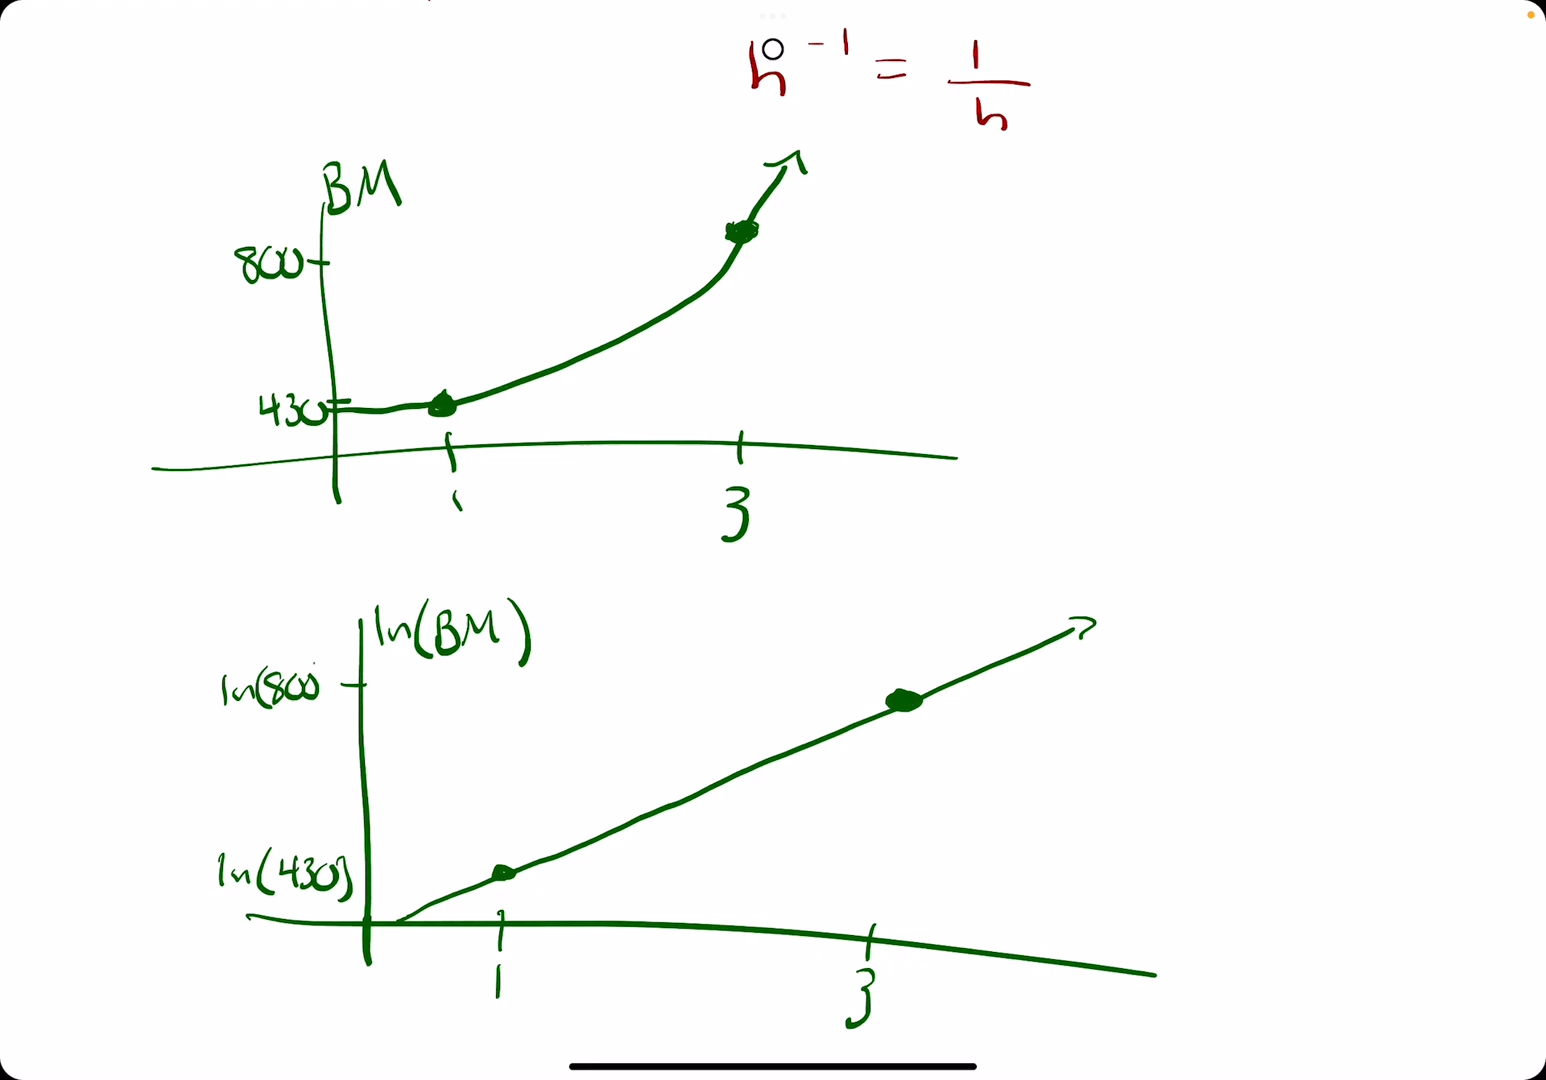 h⁻¹ = 1/h
BM
800
430
1
3
ln(BM)
ln(800
ln(430)
1
3